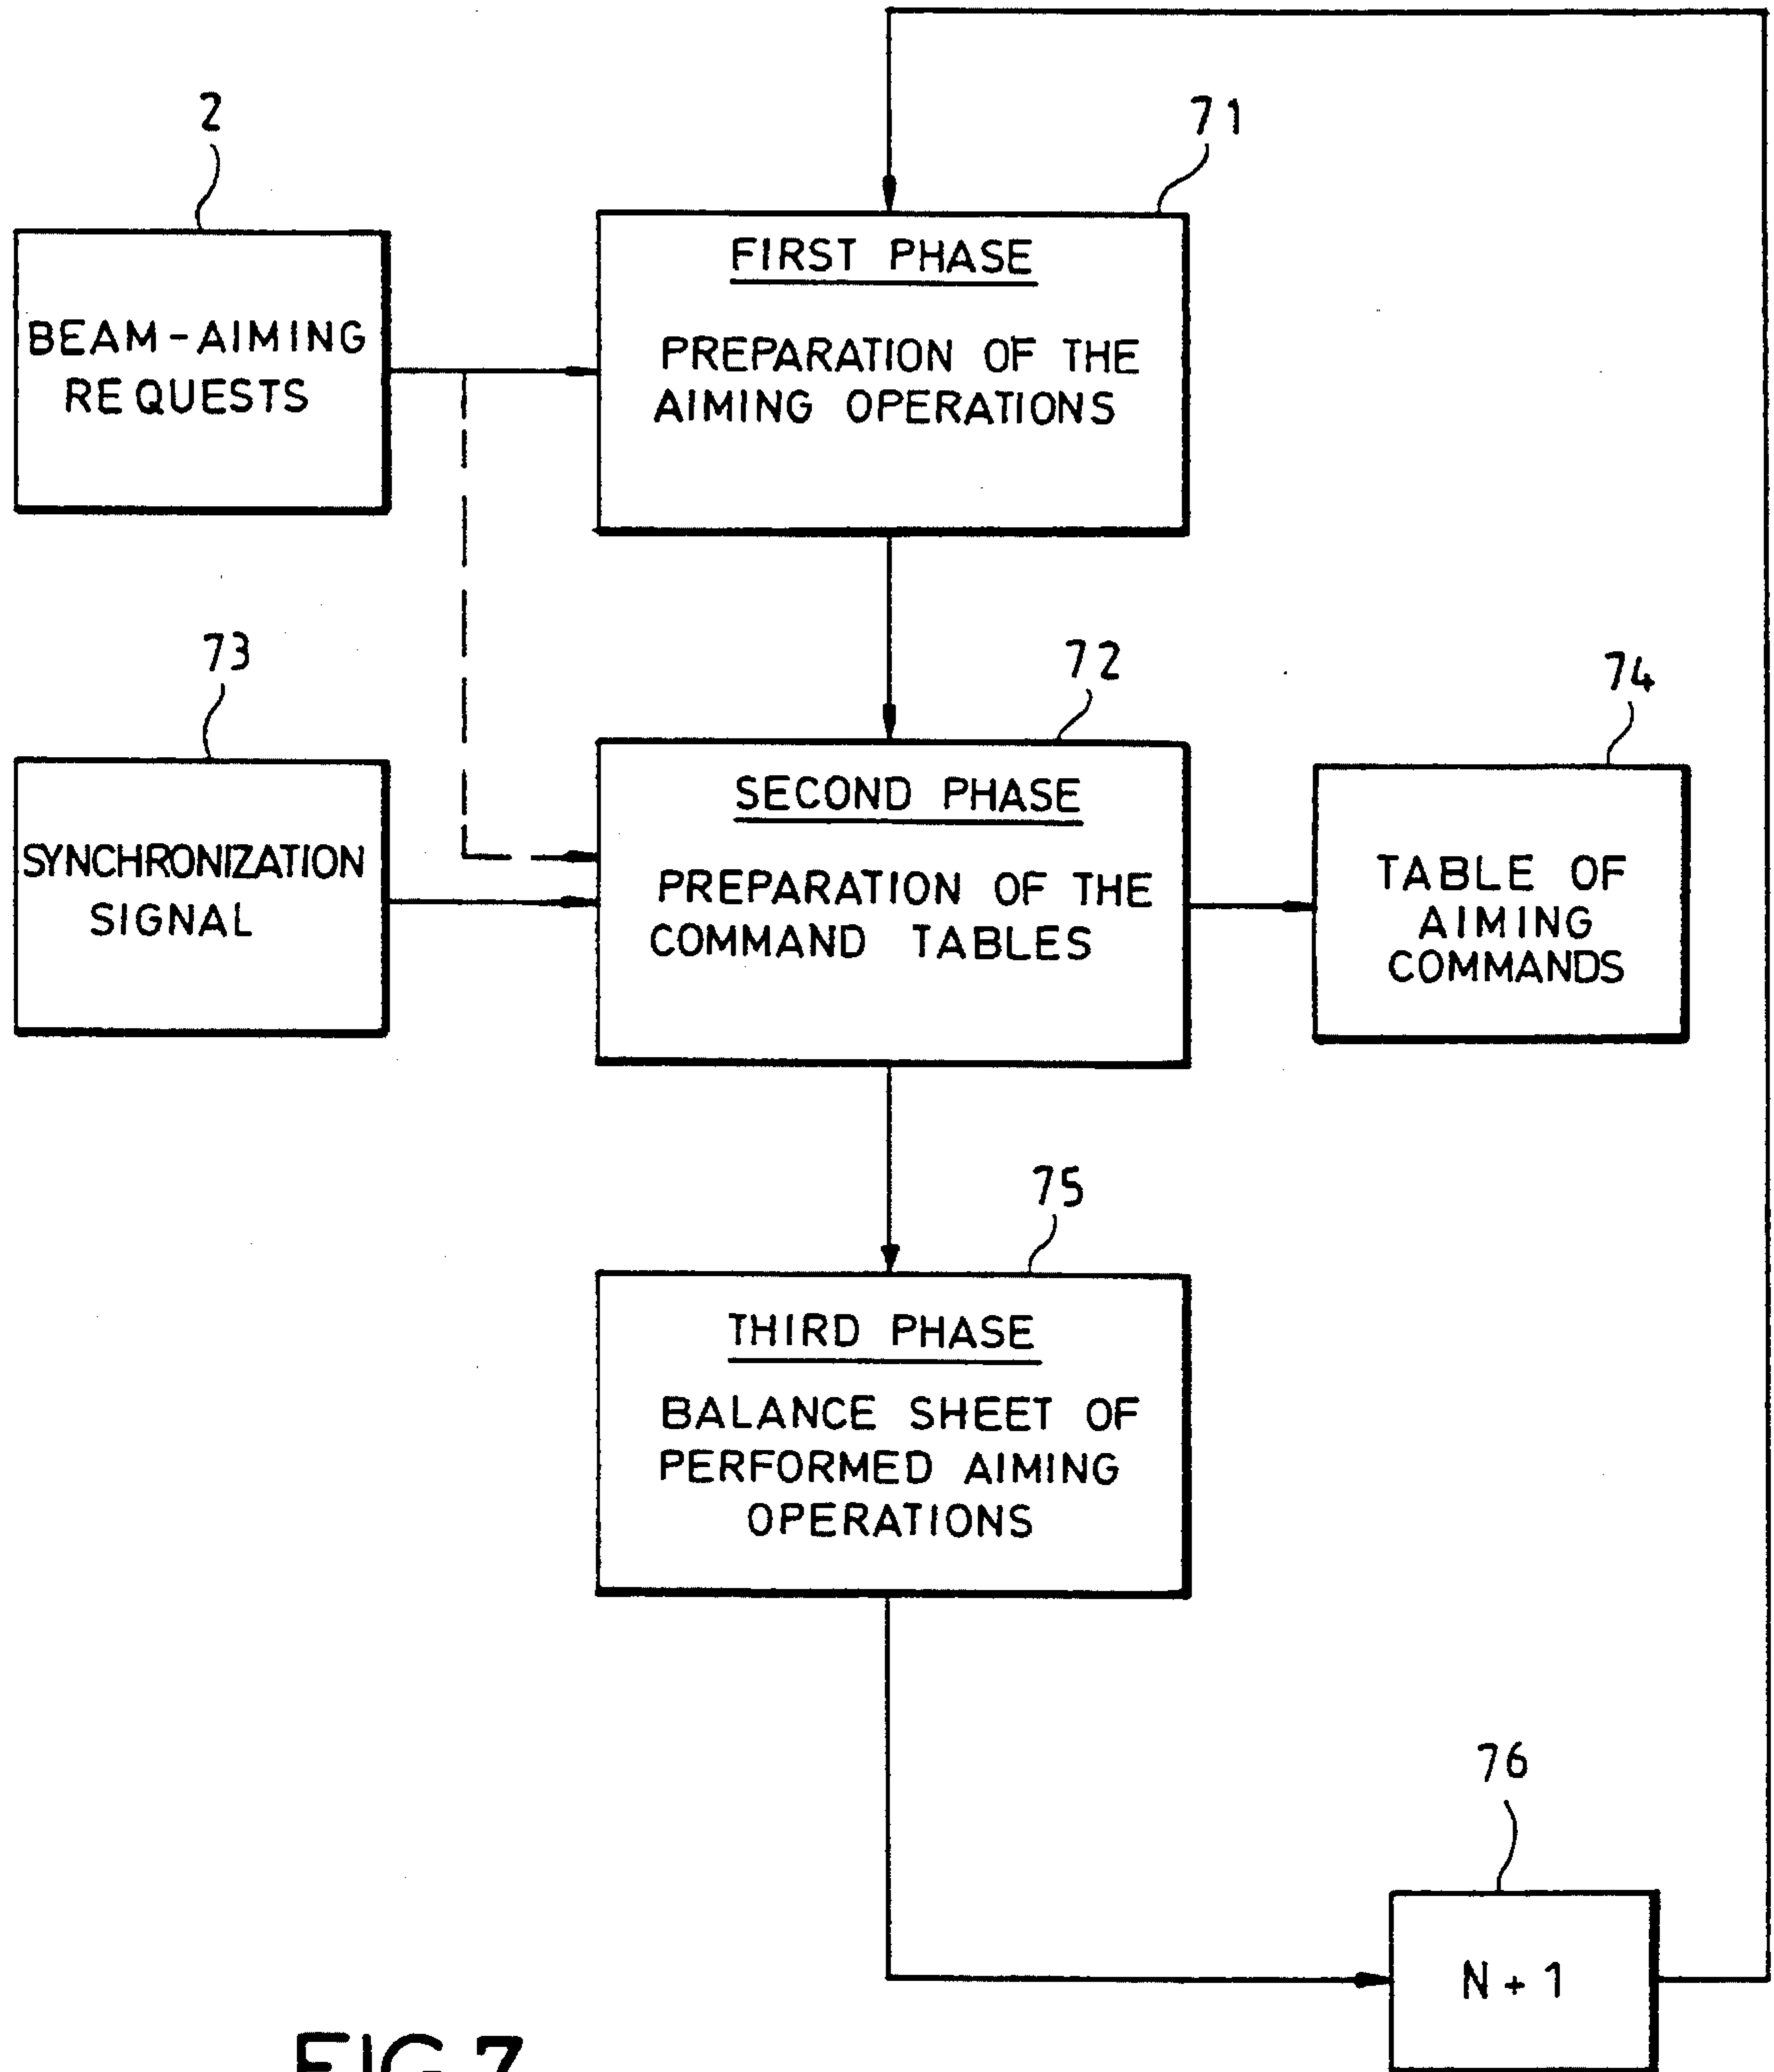 2
71
FIRST PHASE
BEAM-AIMING
REQUESTS
PREPARATION OF THE
AIMING OPERATIONS
73
72
74
SECOND PHASE
SYNCHRONIZATION
SIGNAL
PREPARATION OF THE
COMMAND TABLES
TABLE OF
AIMING
COMMANDS
75
THIRD PHASE
BALANCE SHEET OF
PERFORMED AIMING
OPERATIONS
76
N + 1
FIG.7